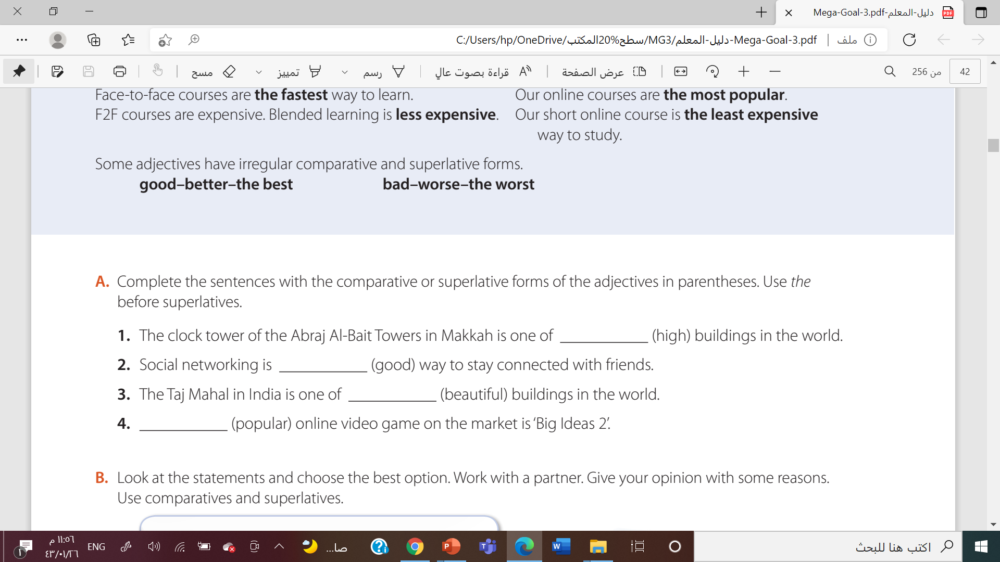 دليل-المعلم-Mega-Goal-3.pdf
C:/Users/hp/OneDrive/سطح%20المكتب/MG3/دليل-المعلم-Mega-Goal-3.pdf
ملف
42
من 256
عرض الصفحة
قراءة بصوت عالٍ
رسم
تمييز
مسح
Face-to-face courses are the fastest way to learn.
Our online courses are the most popular.
F2F courses are expensive. Blended learning is less expensive.
Our short online course is the least expensive
way to study.
Some adjectives have irregular comparative and superlative forms.
good–better–the best
bad–worse–the worst
A. Complete the sentences with the comparative or superlative forms of the adjectives in parentheses. Use the
before superlatives.
1. The clock tower of the Abraj Al-Bait Towers in Makkah is one of ___________ (high) buildings in the world.
2. Social networking is ___________ (good) way to stay connected with friends.
3. The Taj Mahal in India is one of ___________ (beautiful) buildings in the world.
4. ___________ (popular) online video game on the market is ‘Big Ideas 2’.
B. Look at the statements and choose the best option. Work with a partner. Give your opinion with some reasons.
Use comparatives and superlatives.
اكتب هنا للبحث
صا...
ENG
١١:٥٦ م
٤٣/٠١/٢٦
١